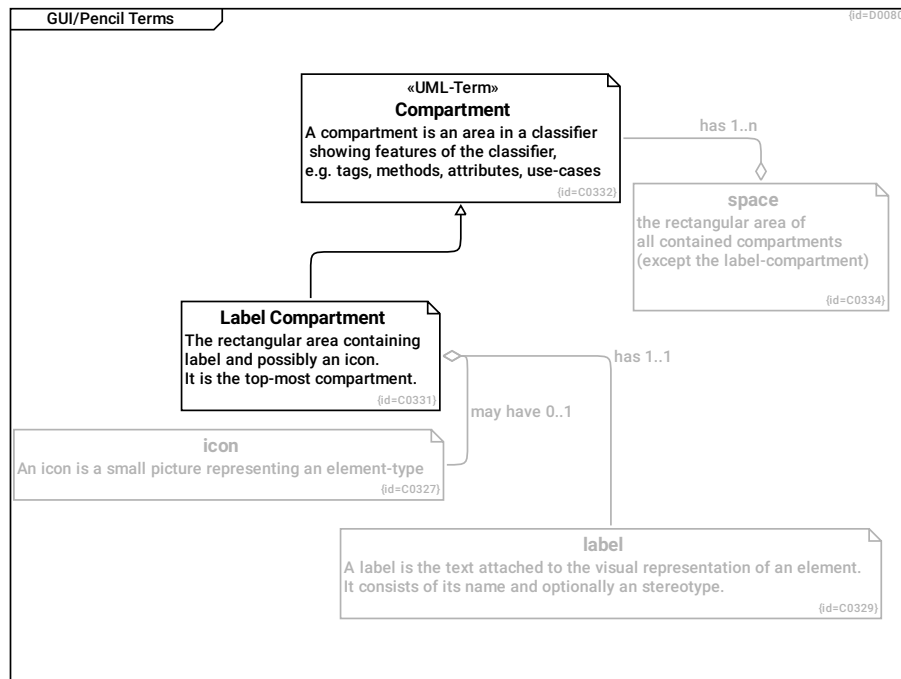 GUI/Pencil Terms
{id=D0080
«UML-Term»
Compartment
A compartment is an area in a classifier
showing features of the classifier,
e.g. tags, methods, attributes, use-cases
{id=C0332}
has 1..n
space
the rectangular area of
all contained compartments
(except the label-compartment)
{id=C0334}
Label Compartment
The rectangular area containing
label and possibly an icon.
It is the top-most compartment.
{id=C0331}
has 1..1
may have 0..1
icon
An icon is a small picture representing an element-type
{id=C0327}
label
A label is the text attached to the visual representation of an element.
It consists of its name and optionally an stereotype.
{id=C0329}